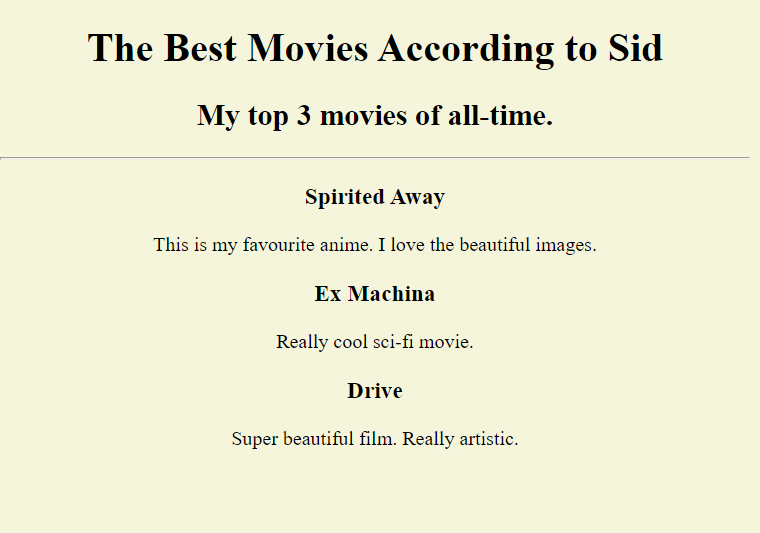 The Best Movies According to Sid
My top 3 movies of all-time.
Spirited Away
This is my favourite anime. I love the beautiful images.
Ex Machina
Really cool sci-fi movie.
Drive
Super beautiful film. Really artistic.